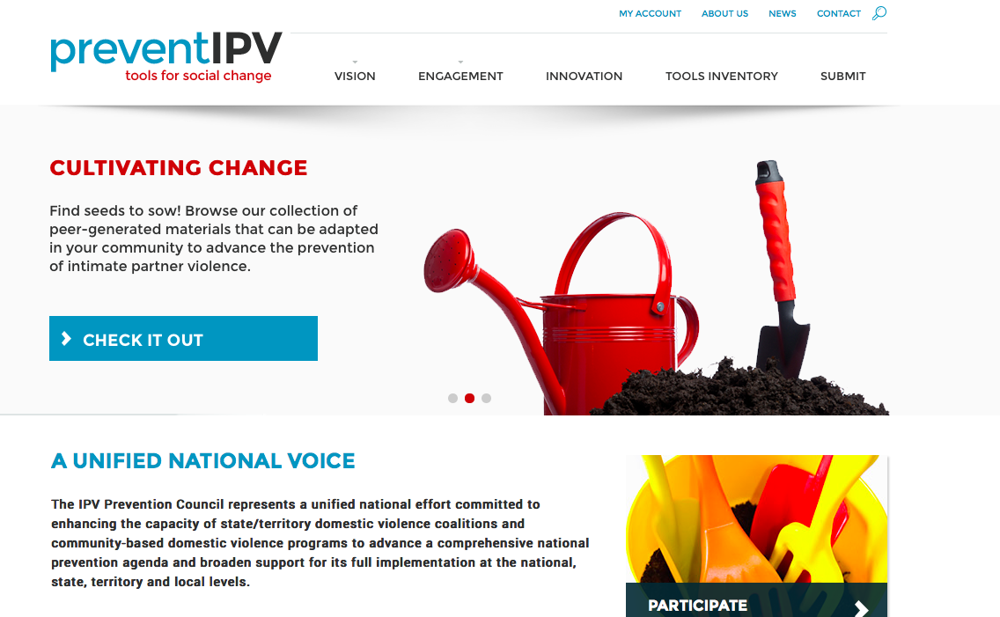 MY ACCOUNT ABOUT US NEWS CONTACT
preventIPV
tools for social change
VISION ENGAGEMENT INNOVATION TOOLS INVENTORY SUBMIT
CULTIVATING CHANGE
Find seeds to sow! Browse our collection of
peer-generated materials that can be adapted
in your community to advance the prevention
of intimate partner violence.
CHECK IT OUT
A UNIFIED NATIONAL VOICE
The IPV Prevention Council represents a unified national effort committed to
enhancing the capacity of state/territory domestic violence coalitions and
community-based domestic violence programs to advance a comprehensive national
prevention agenda and broaden support for its full implementation at the national,
state, territory and local levels.
PARTICIPATE